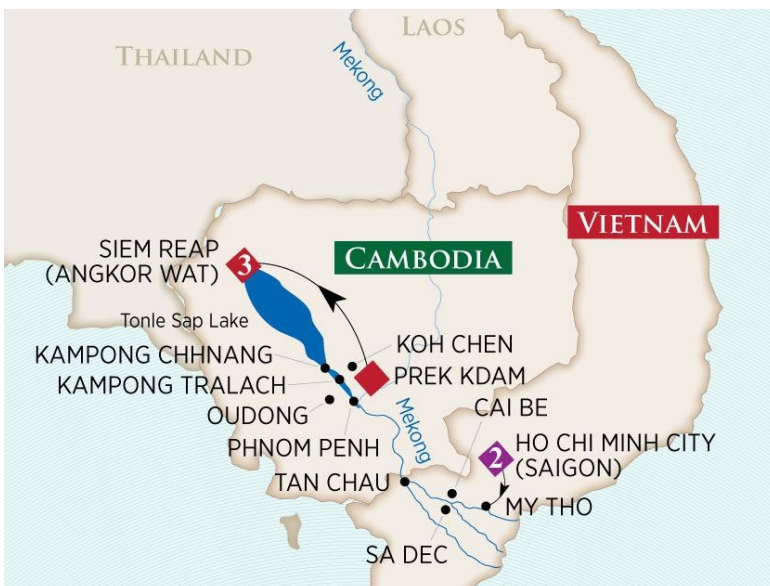 LAOS
THAILAND
Mekong
VIETNAM
SIEM REAP
(ANGKOR WAT)
3
CAMBODIA
Tonle Sap Lake
KOH CHEN
KAMPONG CHHNANG
PREK KDAM
KAMPONG TRALACH
OUDONG
Mekong
CAI BE
PHNOM PENH
2
HO CHI MINH CITY
(SAIGON)
TAN CHAU
MY THO
SA DEC